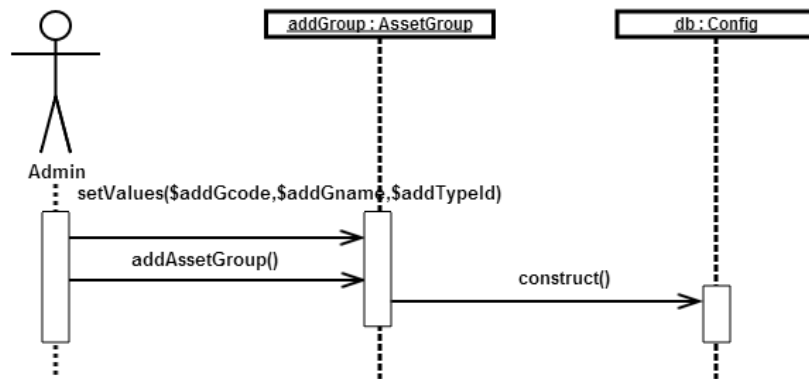 addGroup : AssetGroup
db : Config
Admin
setValues($addGcode,$addGname,$addTypeId)
addAssetGroup()
construct()